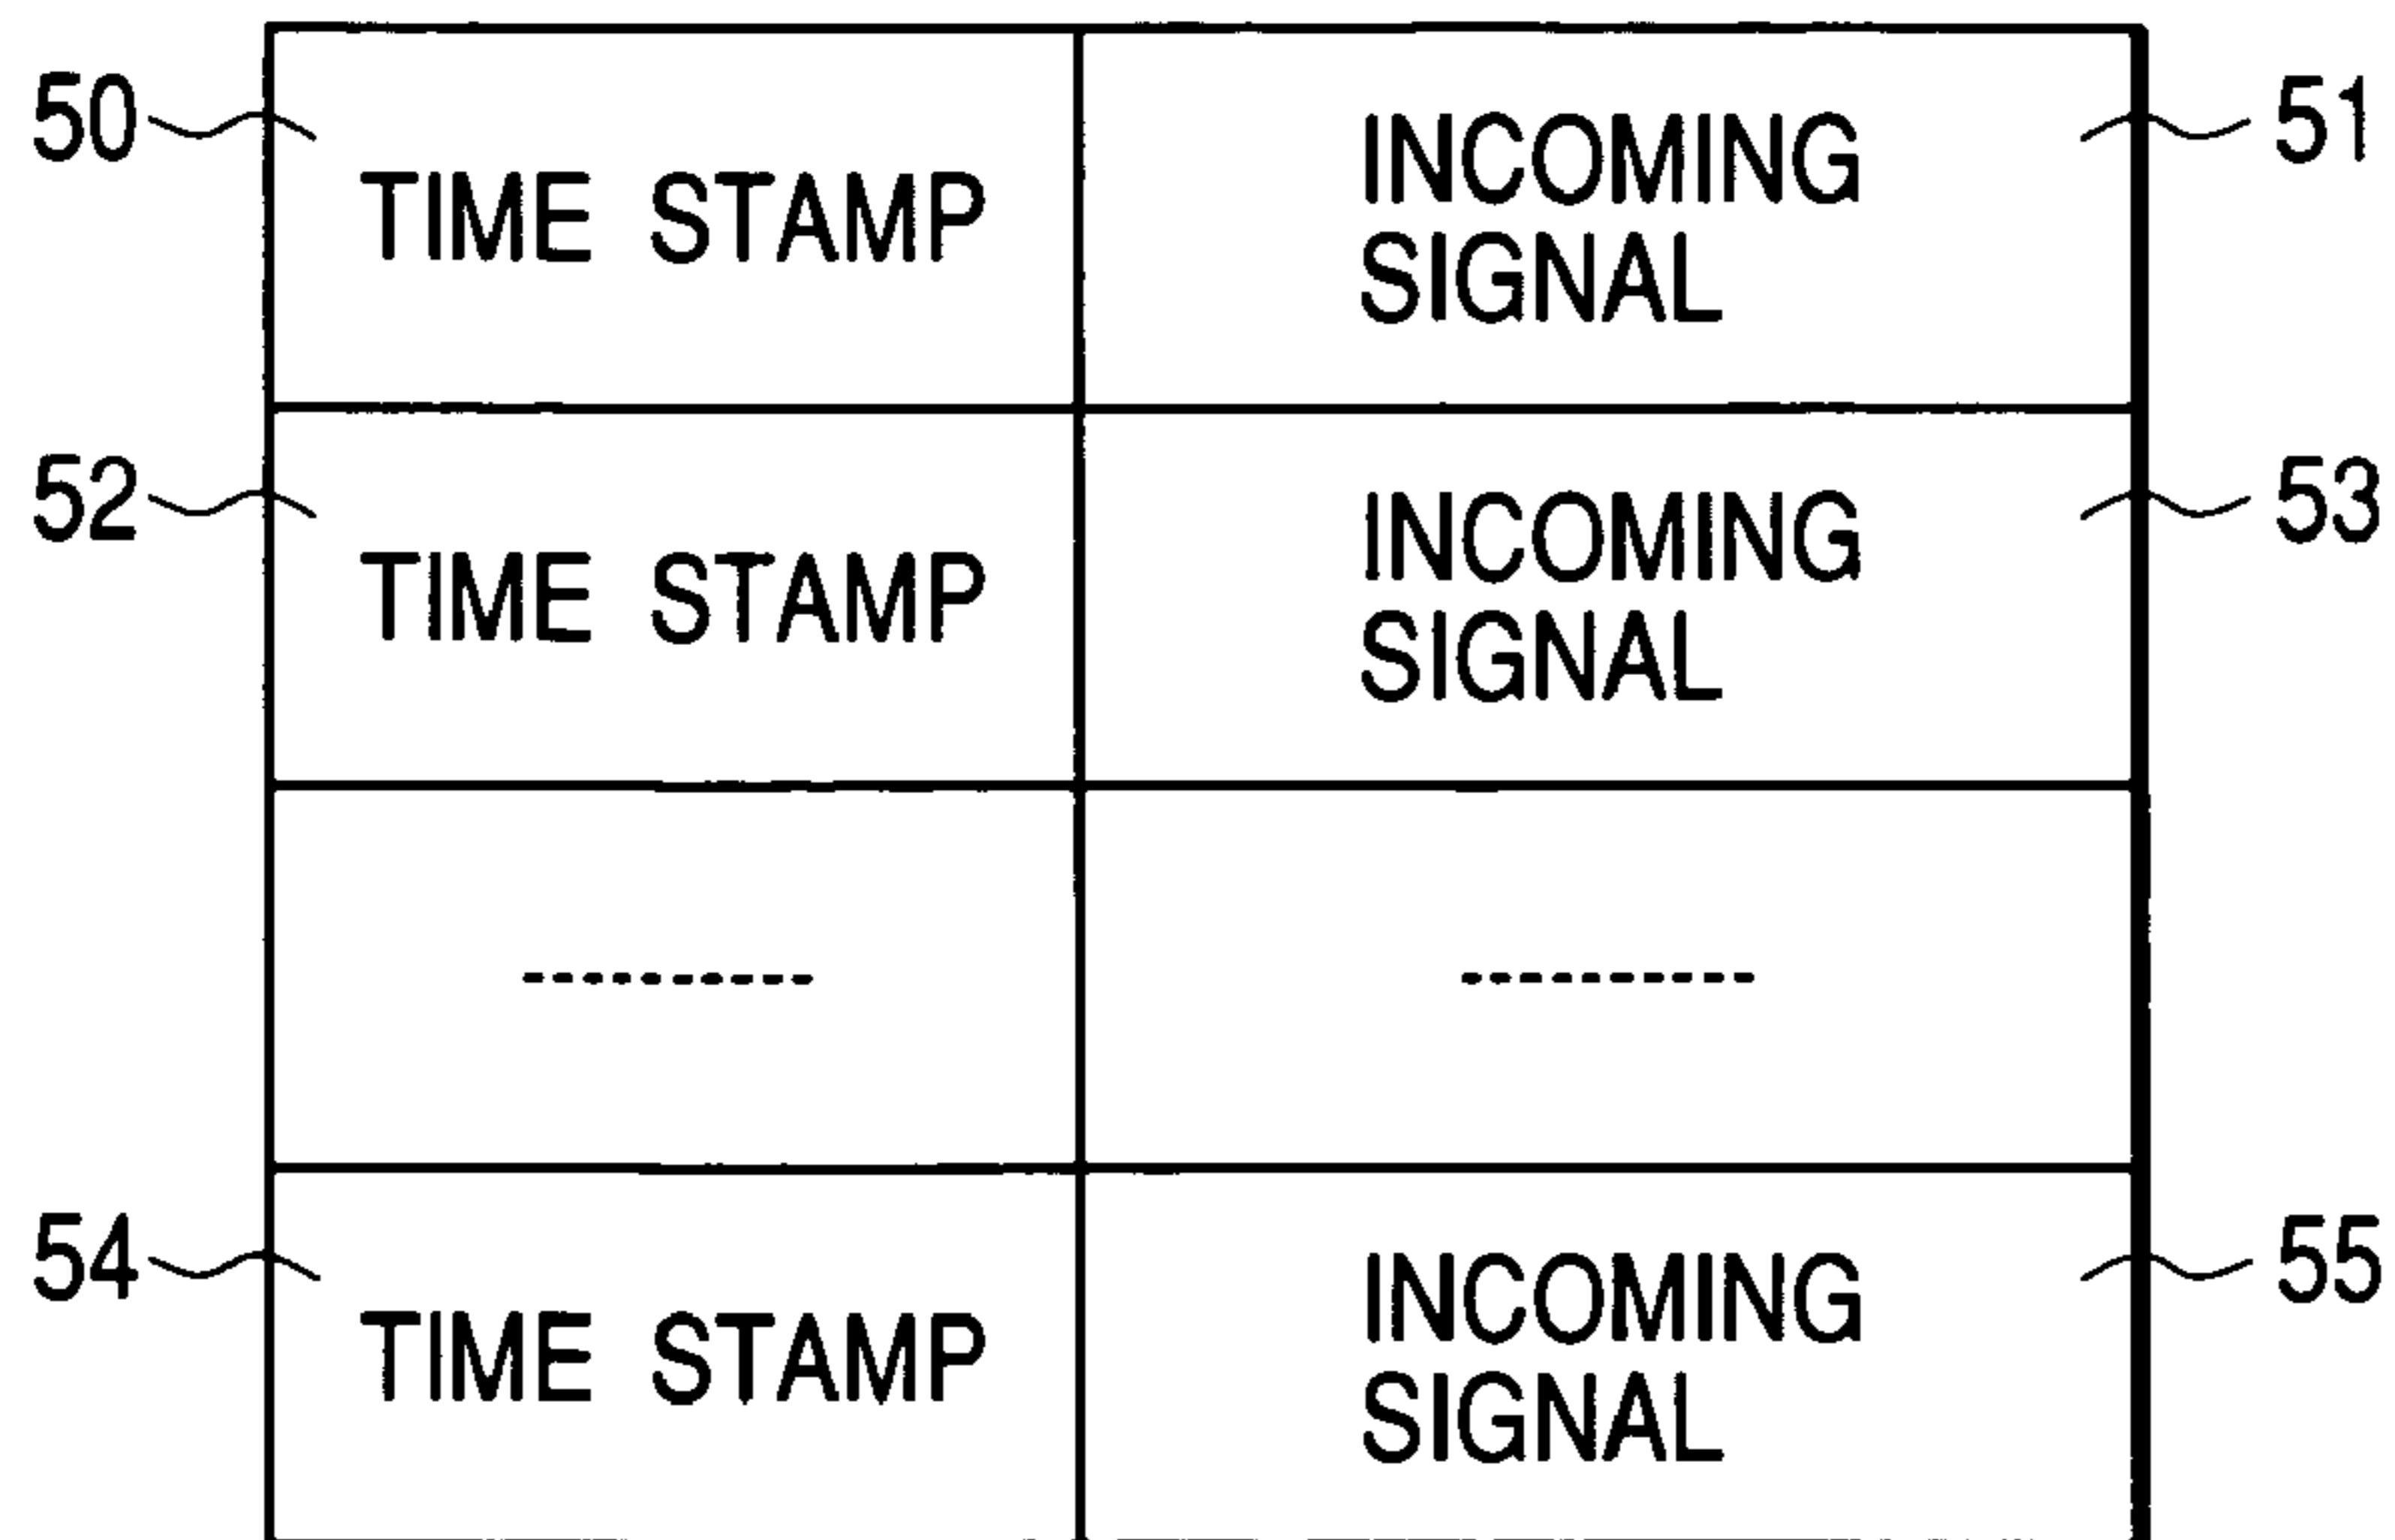 50
TIME STAMP
INCOMING
SIGNAL
51
52
TIME STAMP
INCOMING
SIGNAL
53
----------
----------
54
TIME STAMP
INCOMING
SIGNAL
55